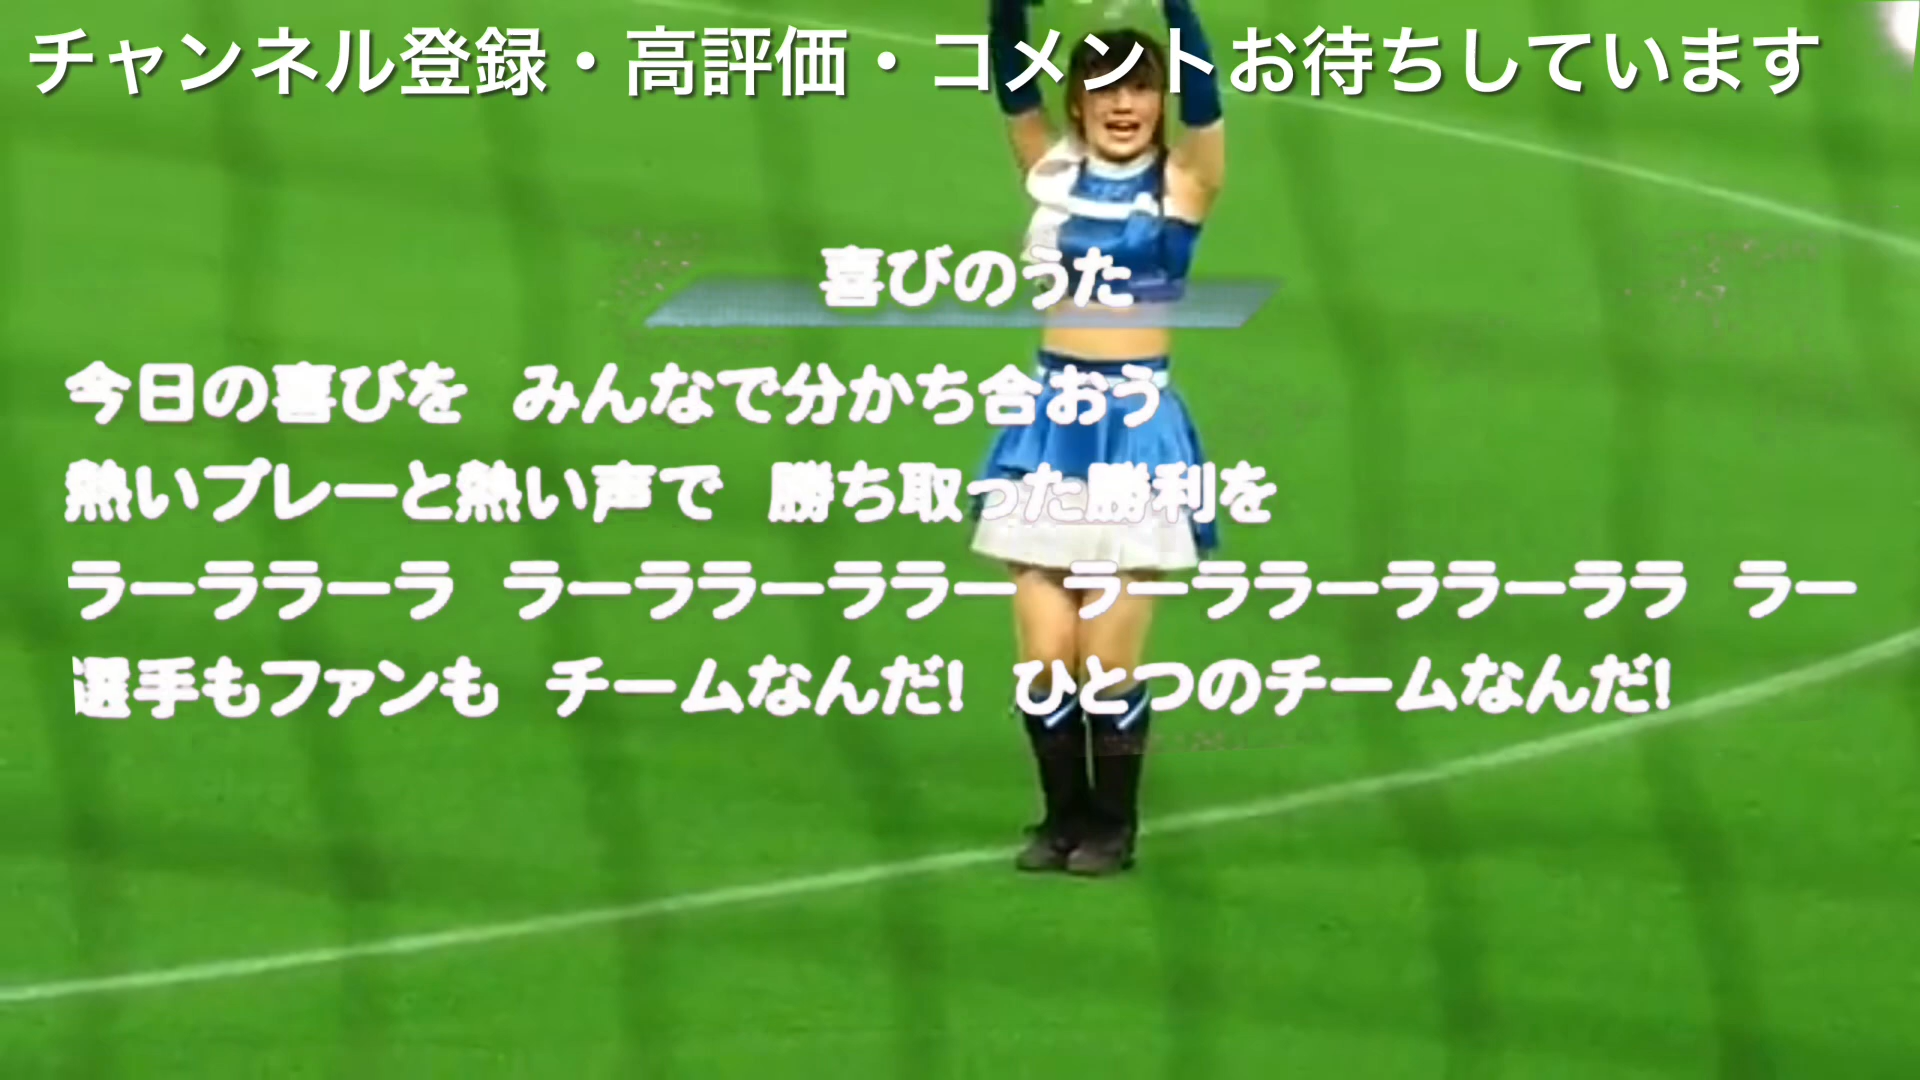 チャンネル登録・高評価・コメントお待ちしています
喜びのうた
今日の喜びを　みんなで分かち合おう
熱いプレーと熱い声で　勝ち取った勝利を
ラーララーラ　ラーララーララー　ラーララーララーララ　ラー
選手もファンも　チームなんだ!　ひとつのチームなんだ!